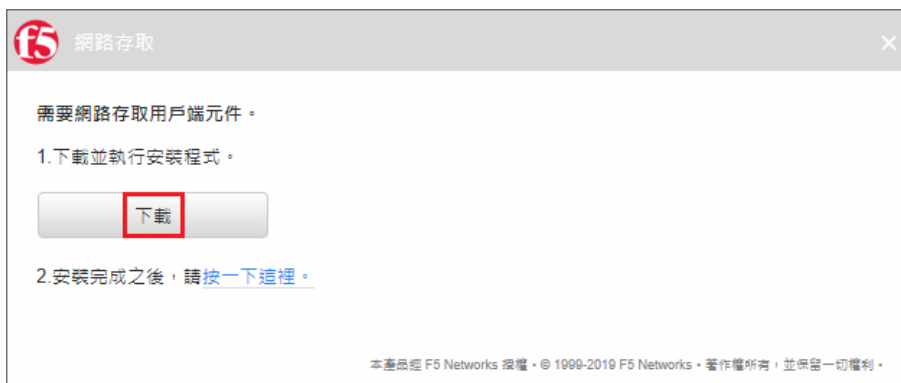 f5 網路存取
需要網路存取用戶端元件。
1.下載並執行安裝程式。
下載
2.安裝完成之後，請按一下這裡。
本產品經 F5 Networks 授權。© 1999-2019 F5 Networks。著作權所有，並保留一切權利。